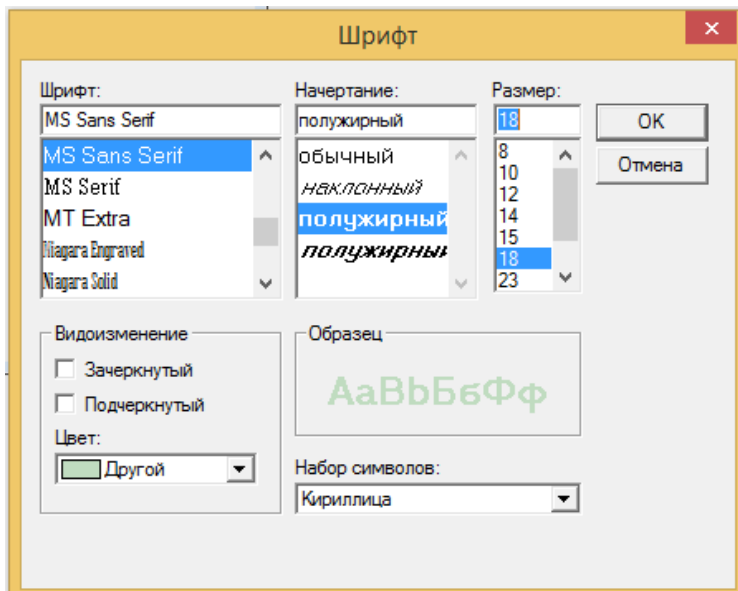 Шрифт
Шрифт:
MS Sans Serif
MS Sans Serif
MS Serif
MT Extra
Niagara Engraved
Niagara Solid
Начертание:
полужирный
обычный
наклонный
полужирный
полужирны
Размер:
18
8
10
12
14
15
18
23
OK
Отмена
Видоизменение
Зачеркнутый
Подчеркнутый
Цвет:
Другой
Образец
АаВbБбФф
Набор символов:
Кириллица